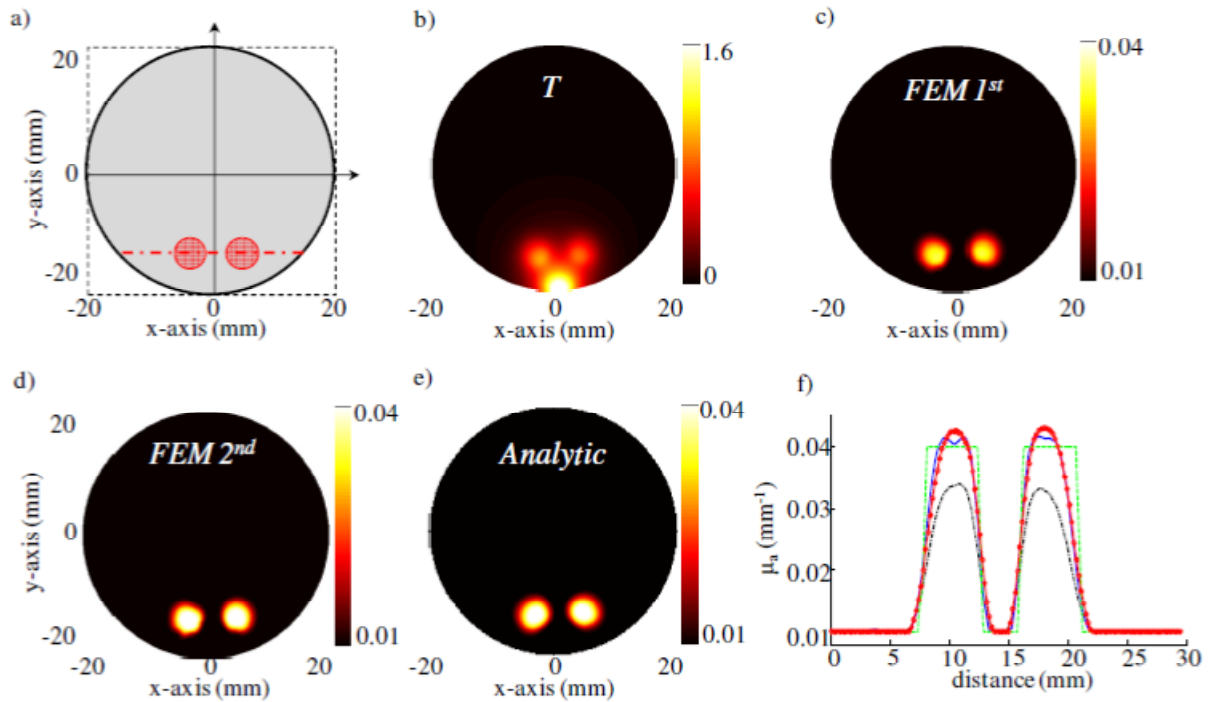 a)
20
0
-20
y-axis (mm)
-20
0
20
x-axis (mm)
b)
T
1.6
0
-20
0
20
x-axis (mm)
c)
FEM 1st
0.04
0.01
-20
0
20
x-axis (mm)
d)
20
0
-20
y-axis (mm)
FEM 2nd
0.04
0.01
-20
0
20
x-axis (mm)
e)
Analytic
0.04
0.01
-20
0
20
x-axis (mm)
f)
0.04
0.03
0.02
0.01
μa (mm-1)
0
5
10
15
20
25
30
distance (mm)